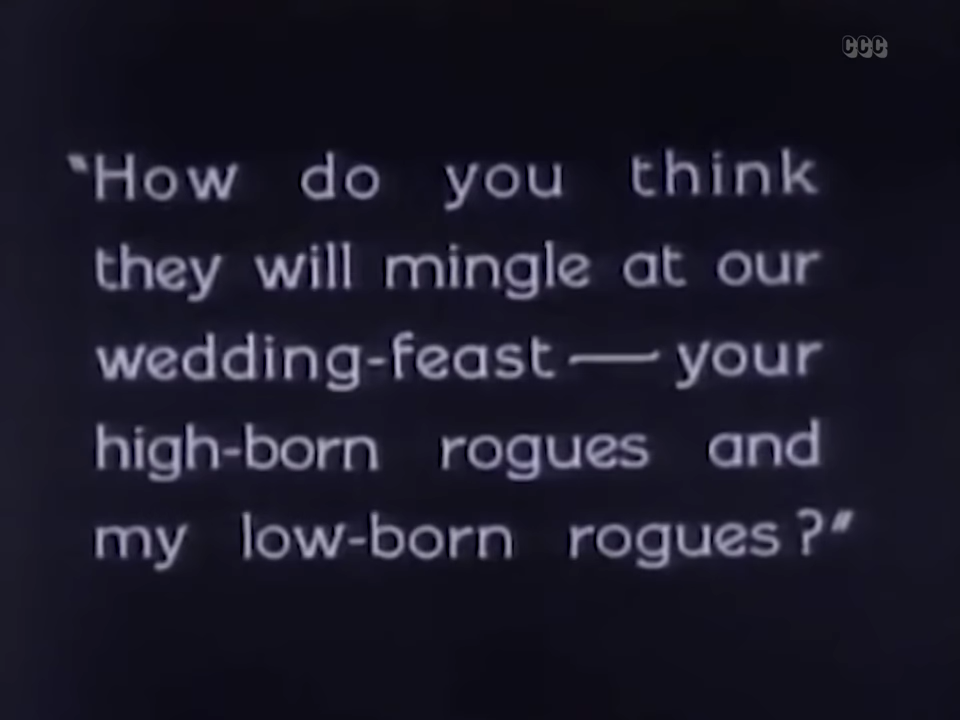 CCC
"How do you think
they will mingle at our
wedding-feast — your
high-born rogues and
my low-born rogues?"